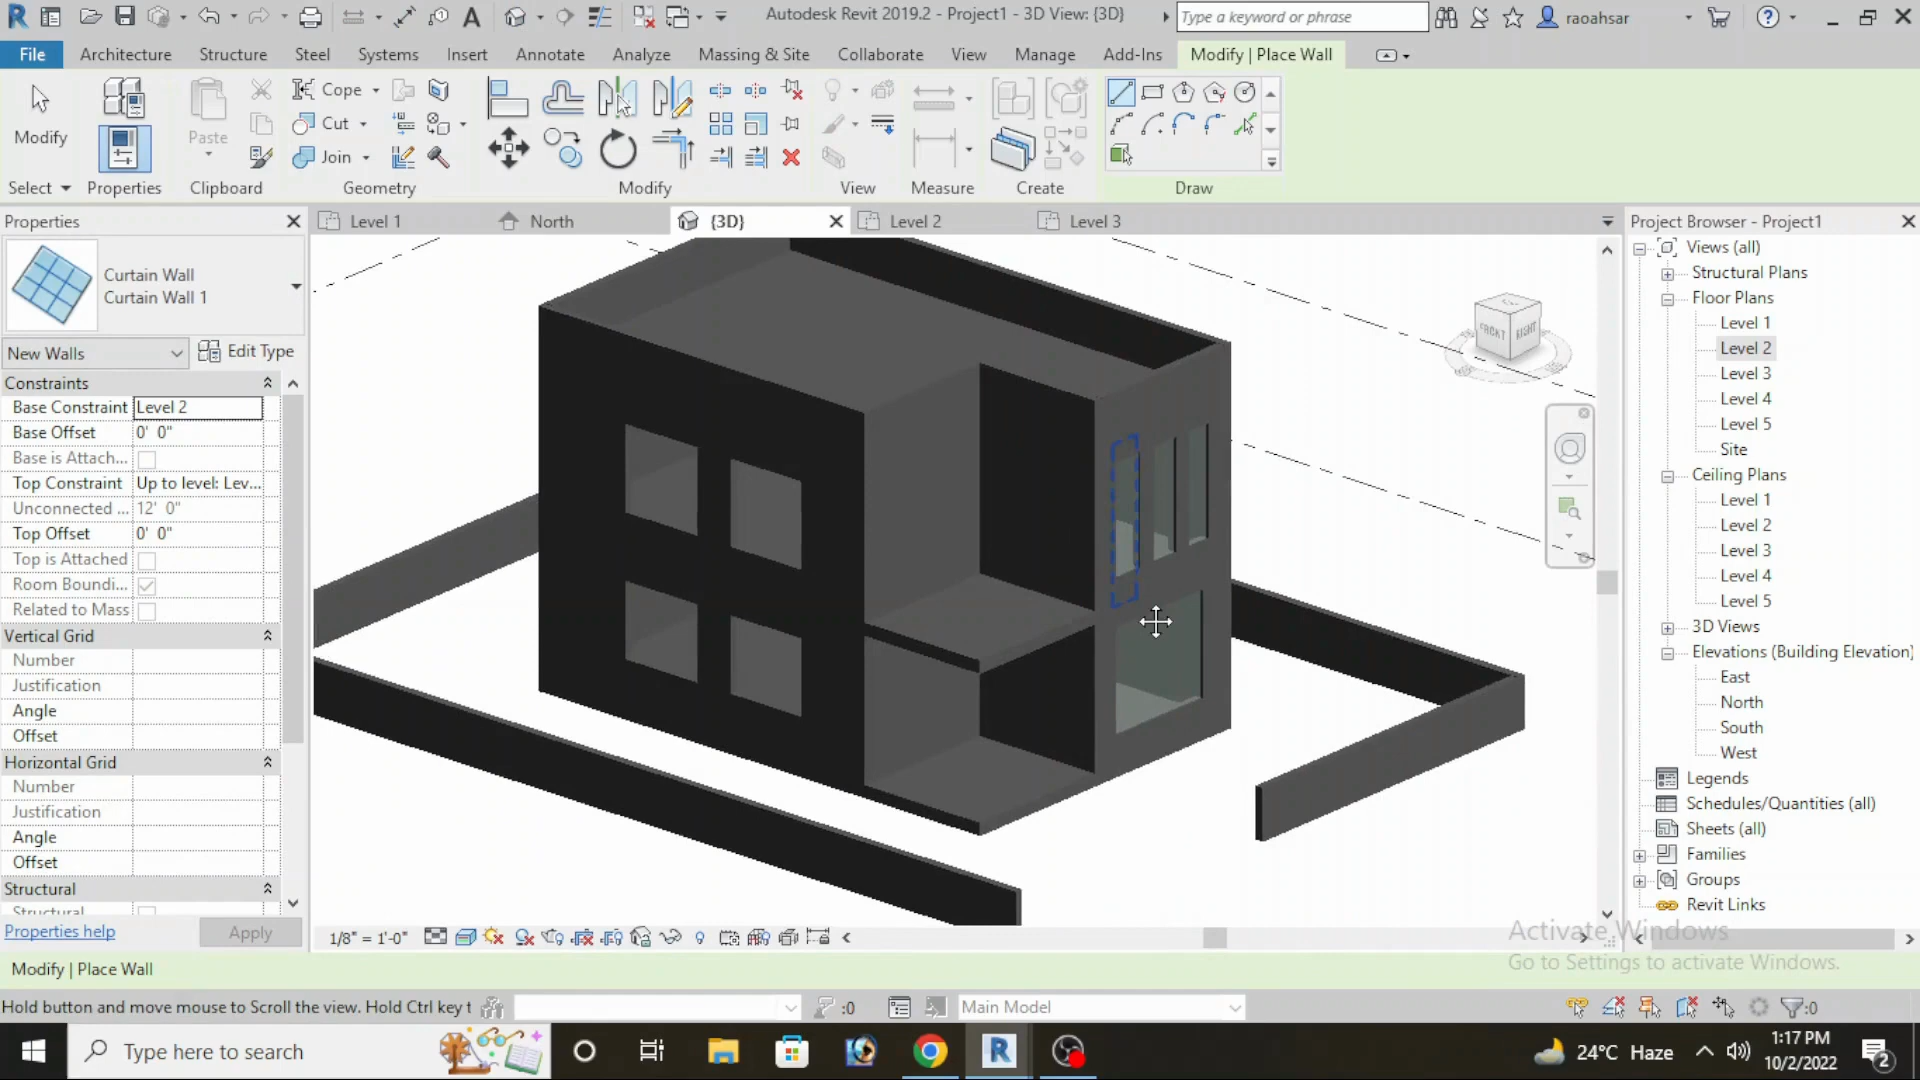 Autodesk Revit 2019.2 - Project1 - 3D View: {3D}
Type a keyword or phrase
raoahsar
File
Architecture
Structure
Steel
Systems
Insert
Annotate
Analyze
Massing & Site
Collaborate
View
Manage
Add-Ins
Modify | Place Wall
Modify
Paste
Cope
Cut
Join
Select
Properties
Clipboard
Geometry
Modify
View
Measure
Create
Draw
Properties
Level 1
North
{3D}
Level 2
Level 3
Project Browser - Project1
Curtain Wall
Curtain Wall 1
New Walls
Edit Type
Constraints
Base Constraint
Level 2
Base Offset
0' 0"
Base is Attach...
Top Constraint
Up to level: Lev...
Unconnected ...
12' 0"
Top Offset
0' 0"
Top is Attached
Room Boundi...
Related to Mass
Vertical Grid
Number
Justification
Angle
Offset
Horizontal Grid
Number
Justification
Angle
Offset
Structural
Structural
Properties help
Apply
FRONT
RIGHT
Views (all)
Structural Plans
Floor Plans
Level 1
Level 2
Level 3
Level 4
Level 5
Site
Ceiling Plans
Level 1
Level 2
Level 3
Level 4
Level 5
3D Views
Elevations (Building Elevation)
East
North
South
West
Legends
Schedules/Quantities (all)
Sheets (all)
Families
Groups
Revit Links
1/8" = 1'-0"
Activate Windows
Go to Settings to activate Windows.
Modify | Place Wall
Hold button and move mouse to Scroll the view. Hold Ctrl key t
:0
Main Model
:0
Type here to search
24°C Haze
1:17 PM
10/2/2022
2